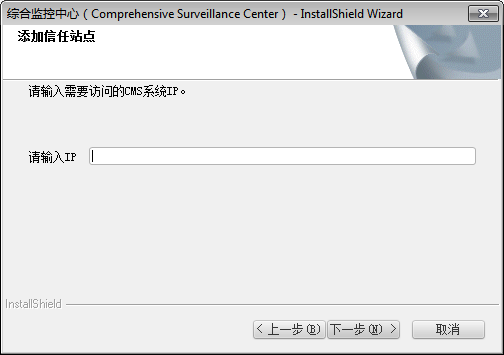 综合监控中心（Comprehensive Surveillance Center） - InstallShield Wizard
添加信任站点
请输入需要访问的CMS系统IP。
请输入IP
InstallShield
< 上一步(B) 下一步(N) > 取消